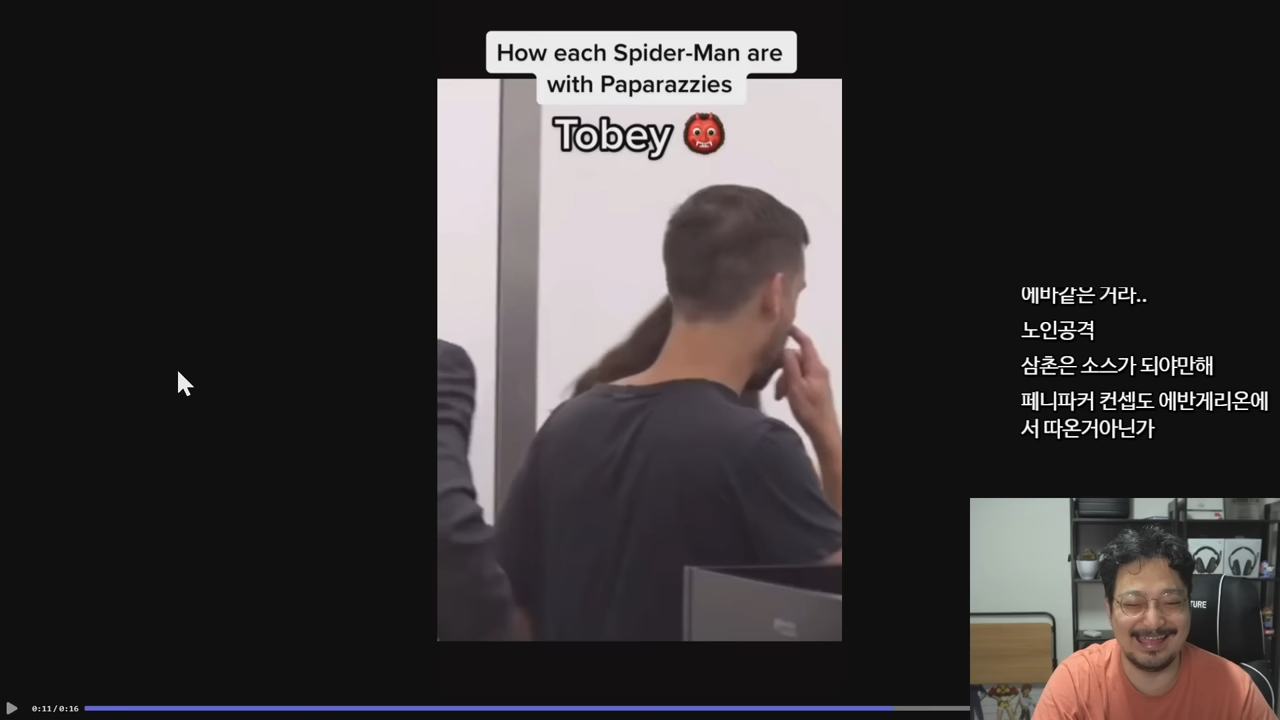 How each Spider-Man are
with Paparazzies
Tobey 👹
에바같은 거라..
노인공격
삼촌은 소스가 되야만해
페니파커 컨셉도 에반게리온에
서 따온거아닌가
TURE
0:11/0:16